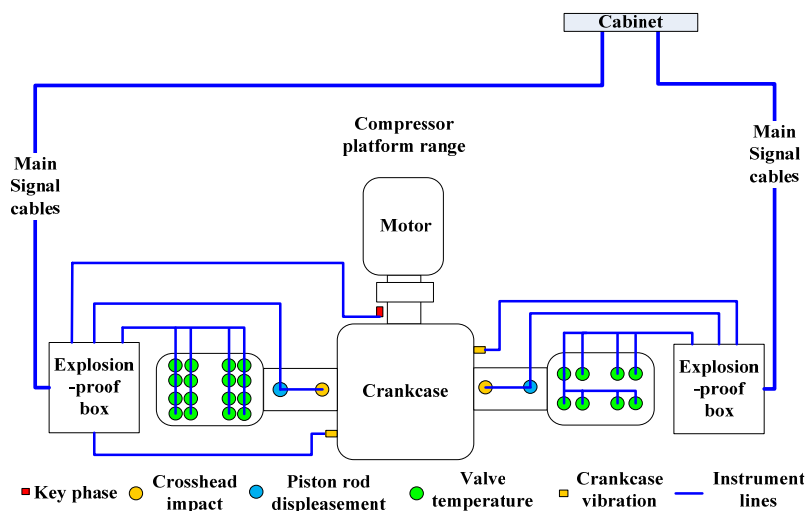 Cabinet
Compressor
platform range
Main
Signal
cables
Main
Signal
cables
Motor
Explosion
-proof
box
Crankcase
Explosion
-proof
box
Key phase
Crosshead
impact
Piston rod
displeasement
Valve
temperature
Crankcase
vibration
Instrument
lines